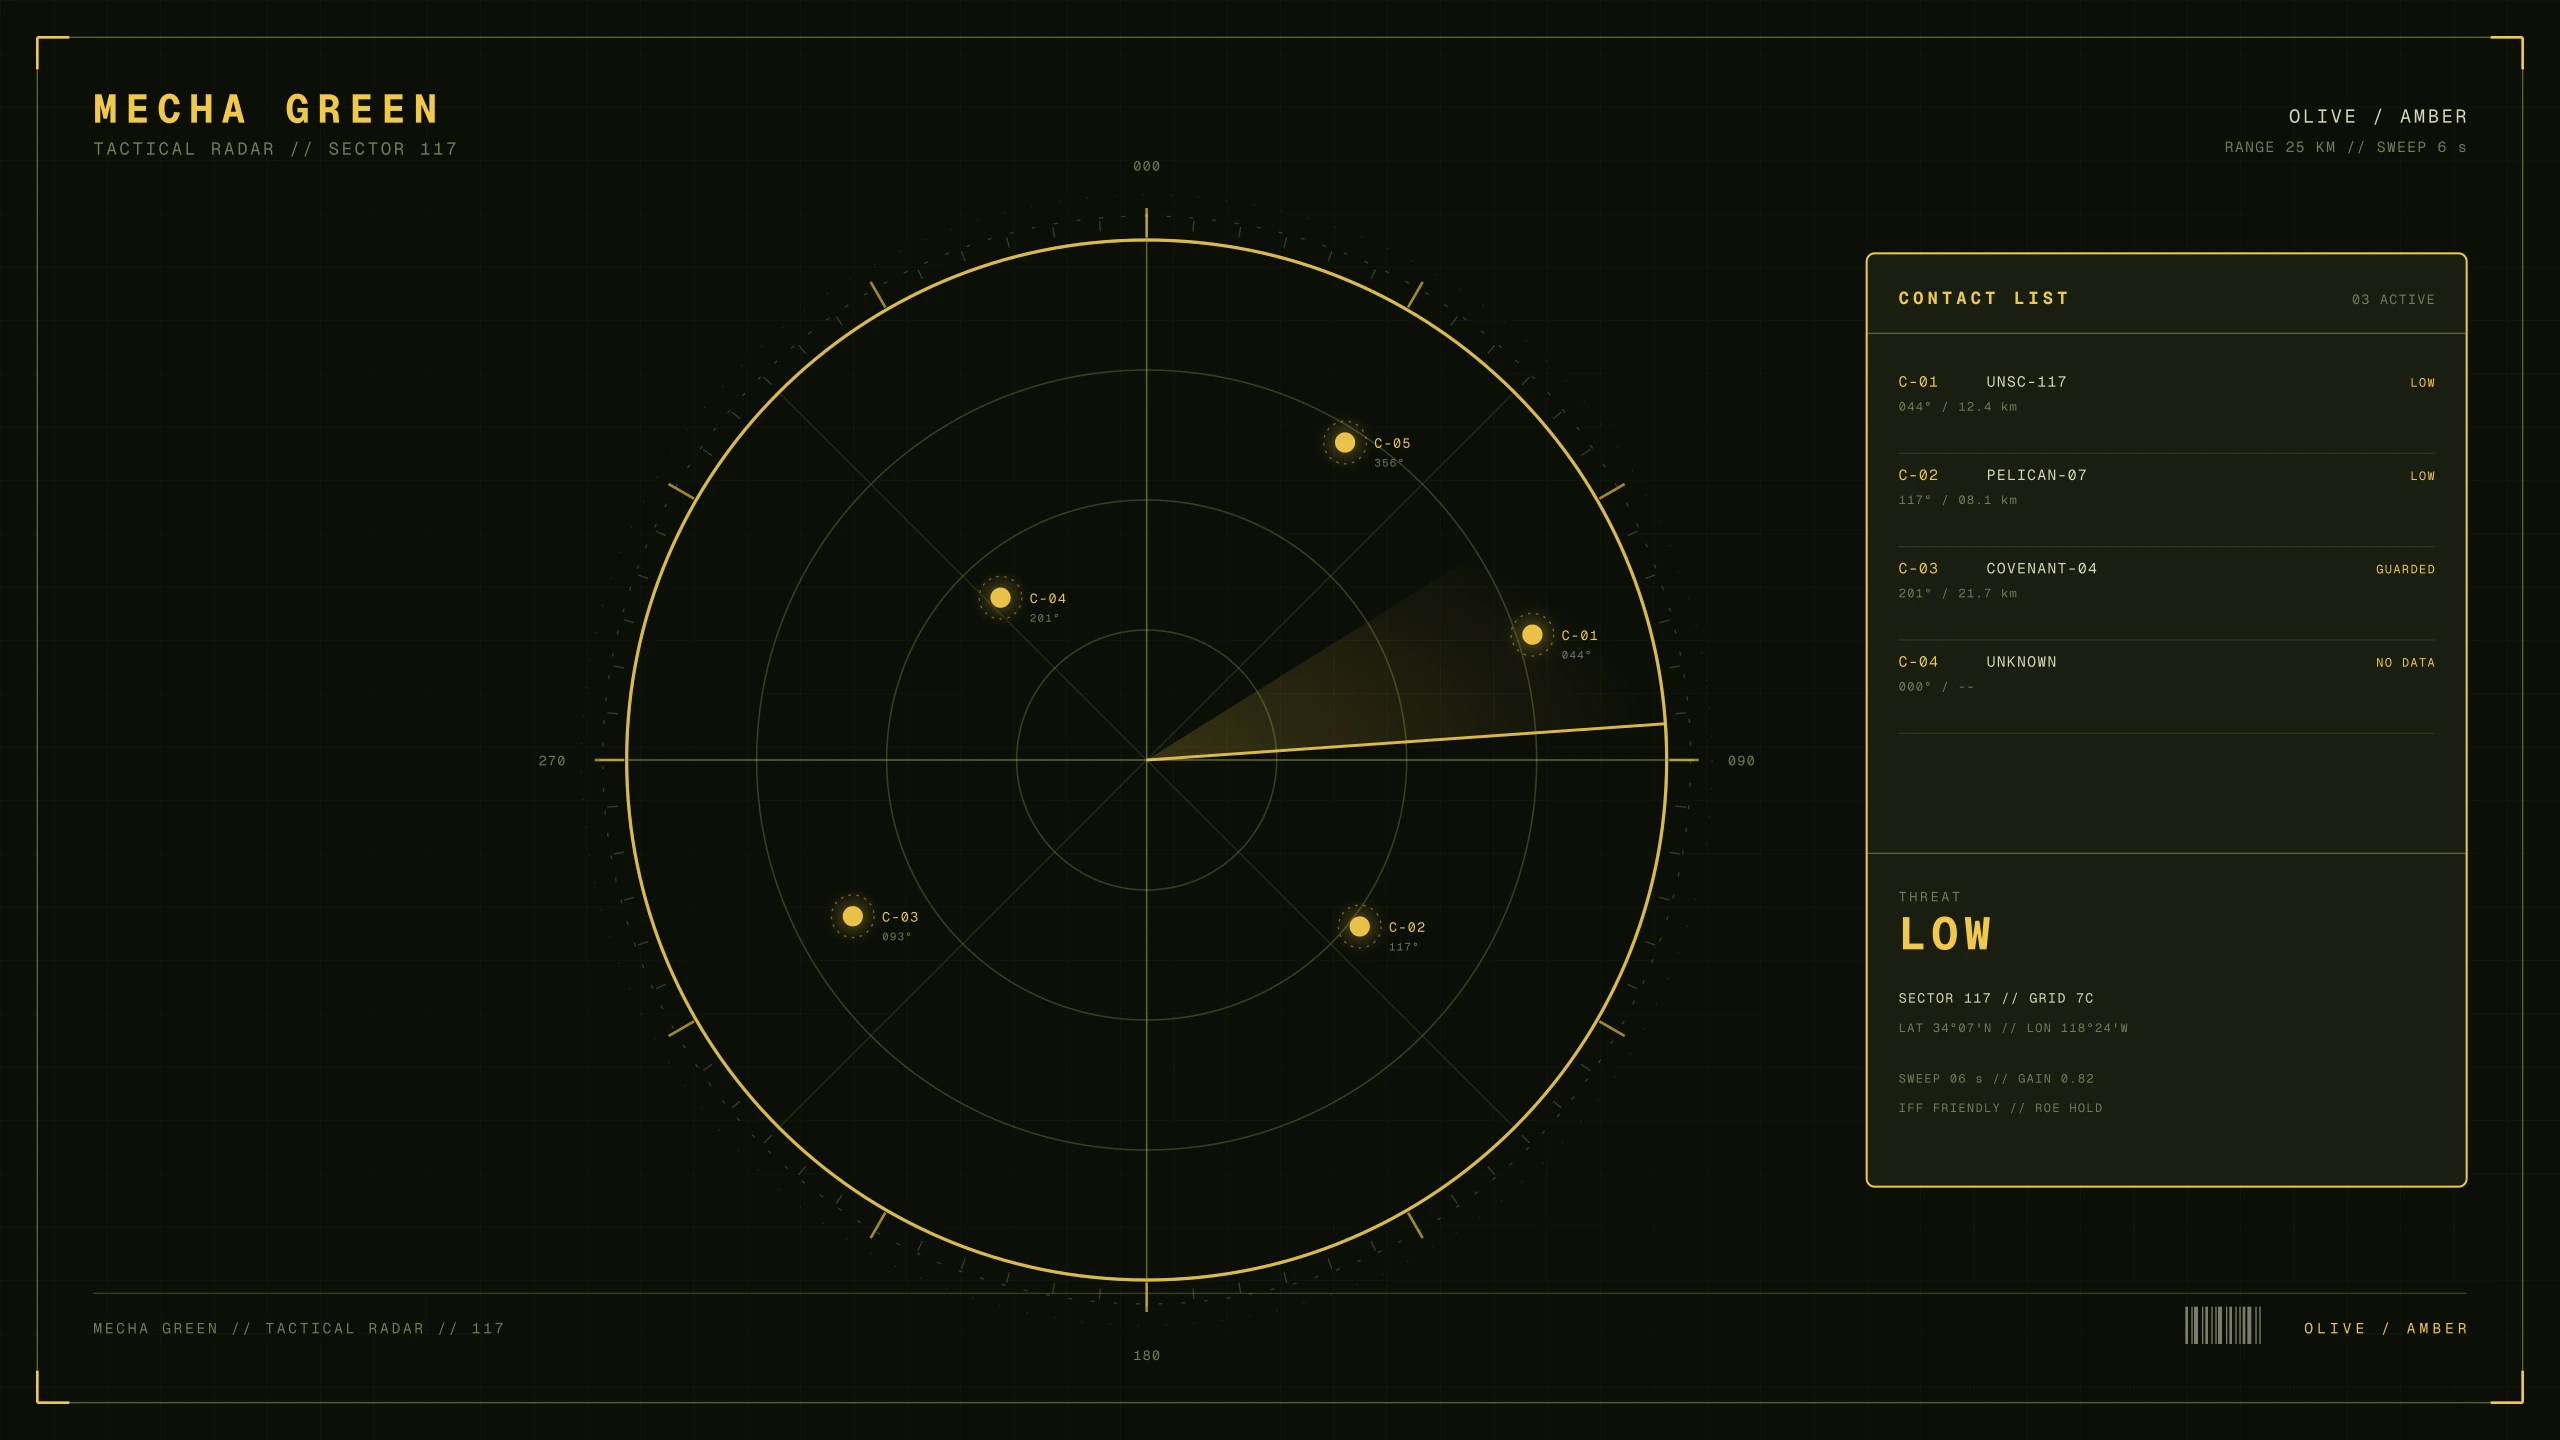 MECHA GREEN
TACTICAL RADAR // SECTOR 117
OLIVE / AMBER
RANGE 25 KM // SWEEP 6 s
000
090
180
270
C-05
356°
C-04
201°
C-01
044°
C-03
093°
C-02
117°
CONTACT LIST
03 ACTIVE
C-01 UNSC-117 LOW
044° / 12.4 km
C-02 PELICAN-07 LOW
117° / 08.1 km
C-03 COVENANT-04 GUARDED
201° / 21.7 km
C-04 UNKNOWN NO DATA
000° / --
THREAT
LOW
SECTOR 117 // GRID 7C
LAT 34°07'N // LON 118°24'W
SWEEP 06 s // GAIN 0.82
IFF FRIENDLY // ROE HOLD
MECHA GREEN // TACTICAL RADAR // 117
OLIVE / AMBER